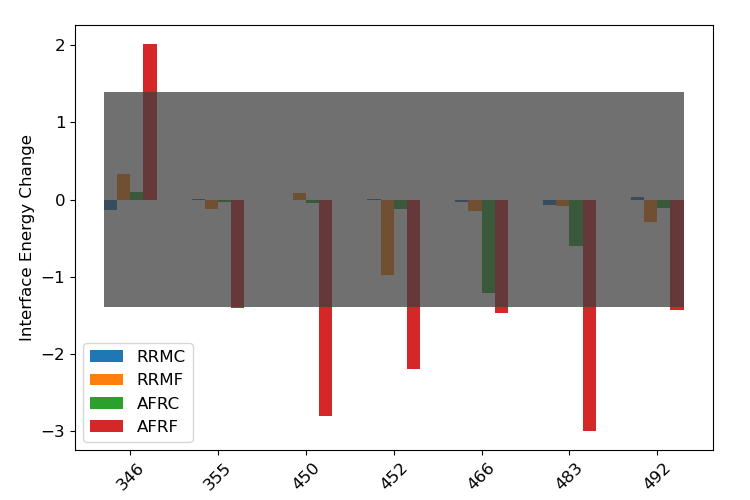 Interface Energy Change
2
1
0
−1
−2
−3
RRMC
RRMF
AFRC
AFRF
346
355
450
452
466
483
492